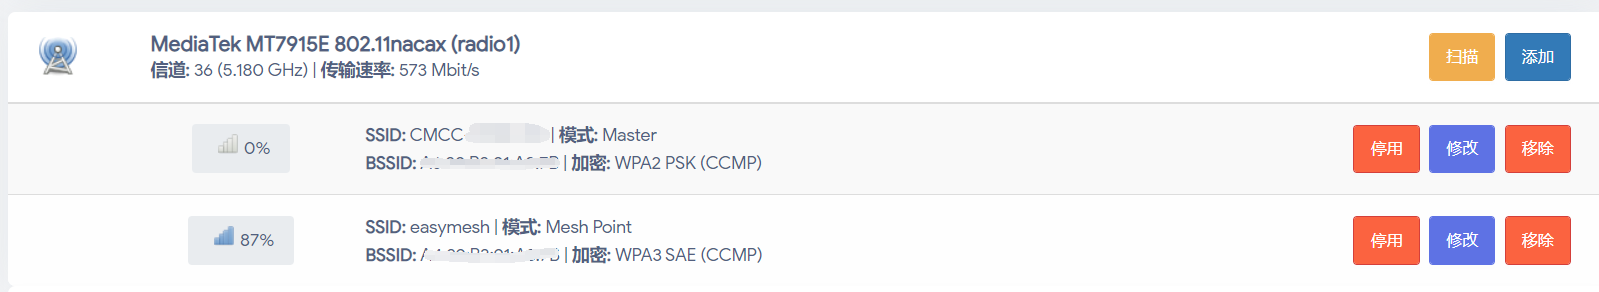 MediaTek MT7915E 802.11nacax (radio1)
信道: 36 (5.180 GHz) | 传输速率: 573 Mbit/s
扫描
添加
0%
SSID: CMCC- | 模式: Master
BSSID: | 加密: WPA2 PSK (CCMP)
停用
修改
移除
87%
SSID: easymesh | 模式: Mesh Point
BSSID: | 加密: WPA3 SAE (CCMP)
停用
修改
移除